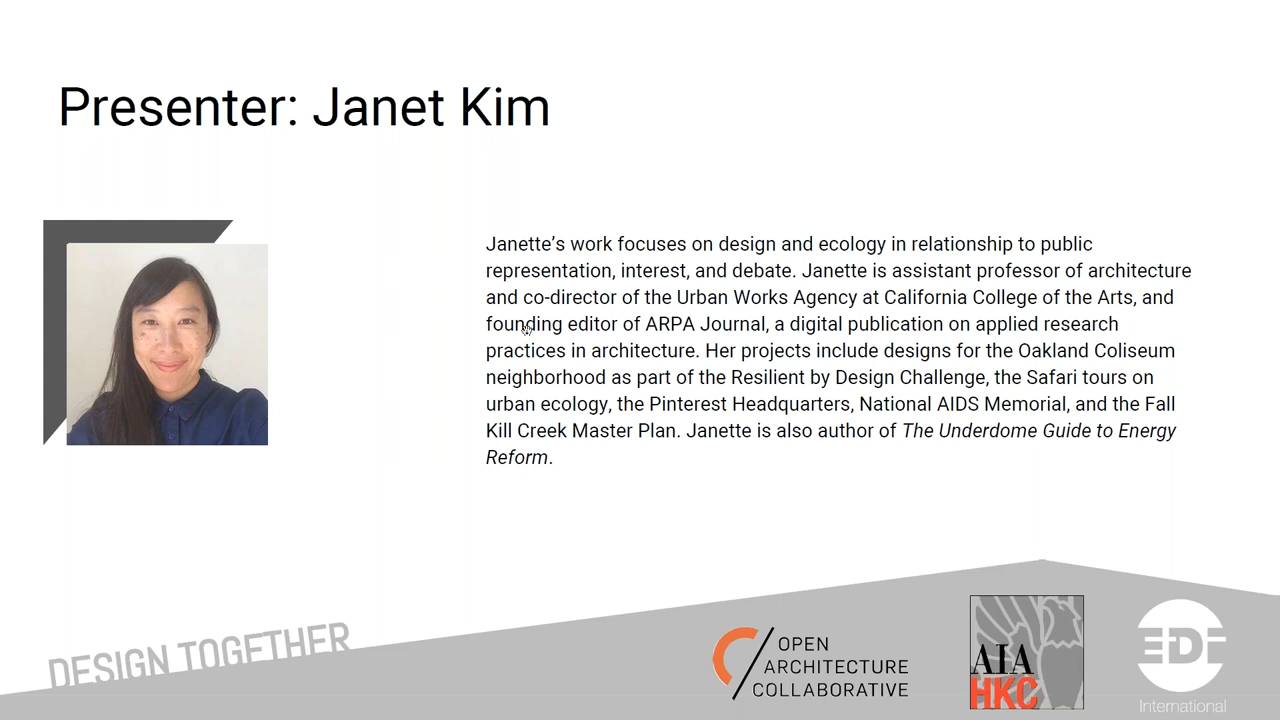 Presenter: Janet Kim
Janette’s work focuses on design and ecology in relationship to public
representation, interest, and debate. Janette is assistant professor of architecture
and co-director of the Urban Works Agency at California College of the Arts, and
founding editor of ARPA Journal, a digital publication on applied research
practices in architecture. Her projects include designs for the Oakland Coliseum
neighborhood as part of the Resilient by Design Challenge, the Safari tours on
urban ecology, the Pinterest Headquarters, National AIDS Memorial, and the Fall
Kill Creek Master Plan. Janette is also author of The Underdome Guide to Energy
Reform.
DESIGN TOGETHER
OPEN
ARCHITECTURE
COLLABORATIVE
AIA
HKC
EDI
International